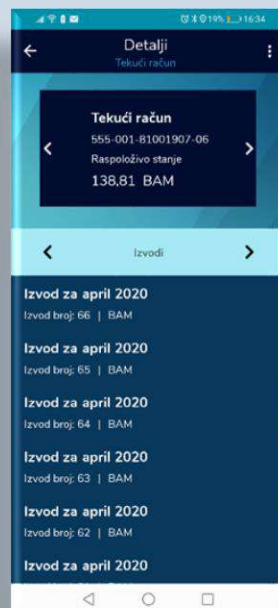 19% 16:34
Detalji
Tekući račun
Tekući račun
555-001-81001907-06
Raspoloživo stanje
138,81 BAM
Izvodi
Izvod za april 2020
Izvod broj: 66 | BAM
Izvod za april 2020
Izvod broj: 65 | BAM
Izvod za april 2020
Izvod broj: 64 | BAM
Izvod za april 2020
Izvod broj: 63 | BAM
Izvod za april 2020
Izvod broj: 62 | BAM
Izvod za april 2020